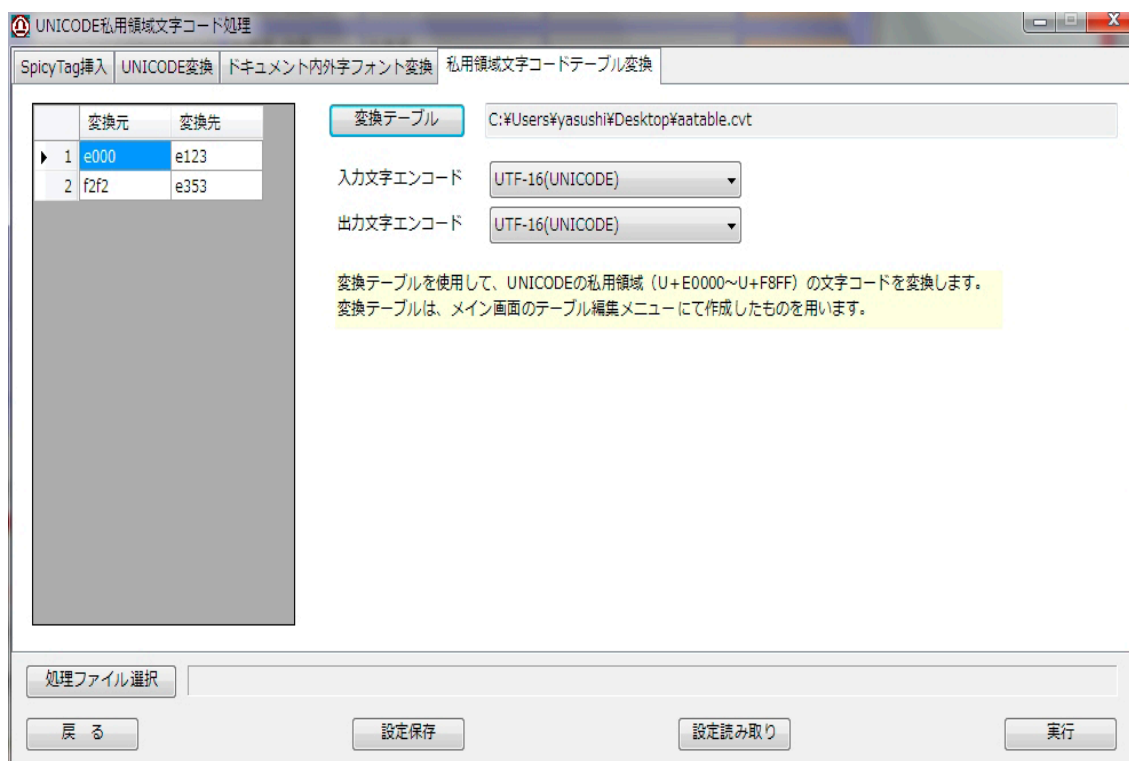 UNICODE私用領域文字コード処理
SpicyTag挿入 UNICODE変換 ドキュメント内外字フォント変換 私用領域文字コードテーブル変換
変換元 変換先
1 e000 e123
2 f2f2 e353
変換テーブル C:¥Users¥yasushi¥Desktop¥aatable.cvt
入力文字エンコード UTF-16(UNICODE)
出力文字エンコード UTF-16(UNICODE)
変換テーブルを使用して、UNICODEの私用領域（U+E0000～U+F8FF）の文字コードを変換します。
変換テーブルは、メイン画面のテーブル編集メニューにて作成したものを用います。
処理ファイル選択
戻 る 設定保存 設定読み取り 実行